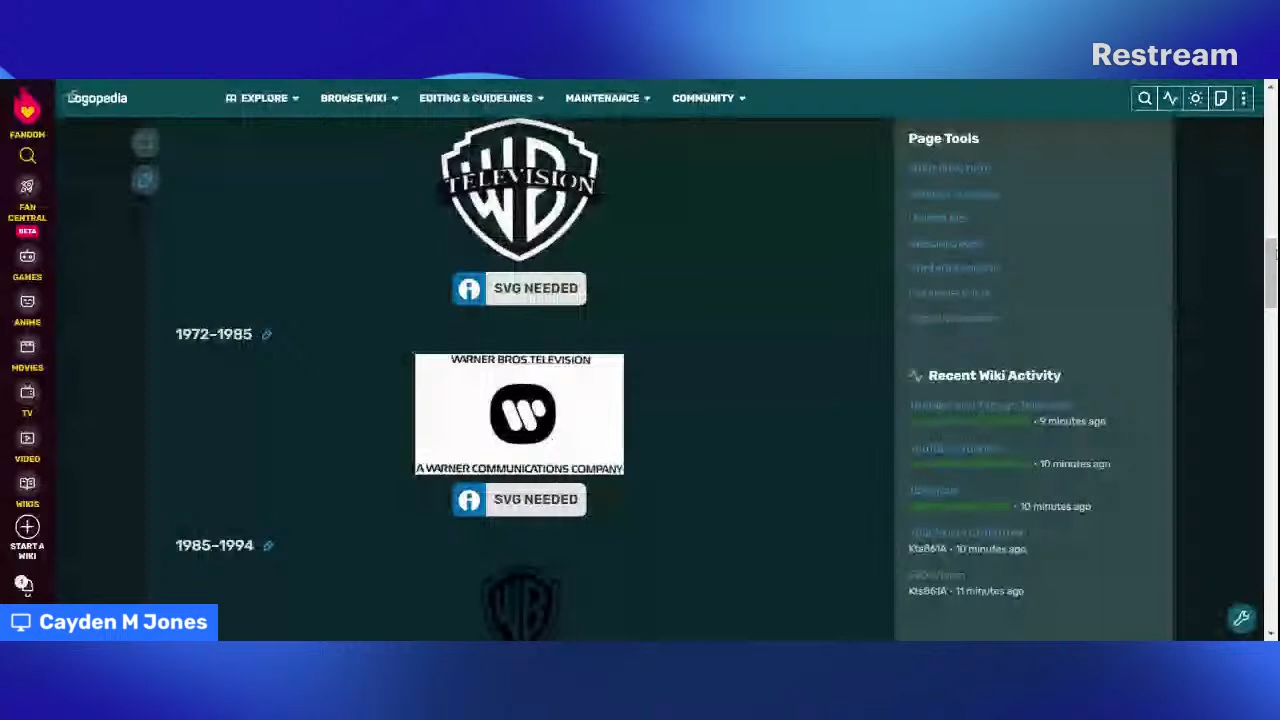 Restream
Logopedia
EXPLORE
BROWSE WIKI
EDITING & GUIDELINES
MAINTENANCE
COMMUNITY
FANDOM
FAN CENTRAL
BETA
GAMES
ANIME
MOVIES
TV
VIDEO
WIKIS
START A WIKI
WB
TELEVISION
SVG NEEDED
1972–1985
WARNER BROS. TELEVISION
A WARNER COMMUNICATIONS COMPANY
SVG NEEDED
1985–1994
WB
Page Tools
Recent Wiki Activity
• 9 minutes ago
• 10 minutes ago
• 10 minutes ago
Kts861A • 10 minutes ago
Kts861A • 11 minutes ago
Cayden M Jones